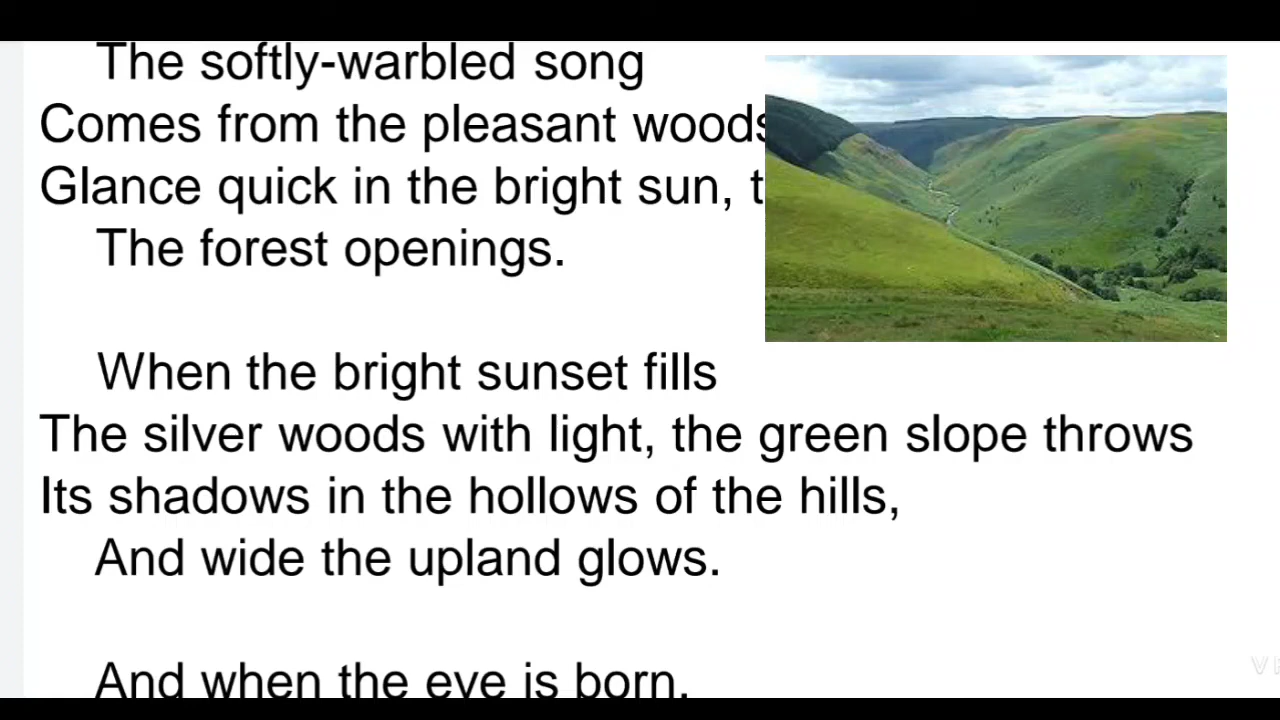 The softly-warbled song
Comes from the pleasant woods
Glance quick in the bright sun, t
The forest openings.
When the bright sunset fills
The silver woods with light, the green slope throws
Its shadows in the hollows of the hills,
And wide the upland glows.
And when the eve is born,